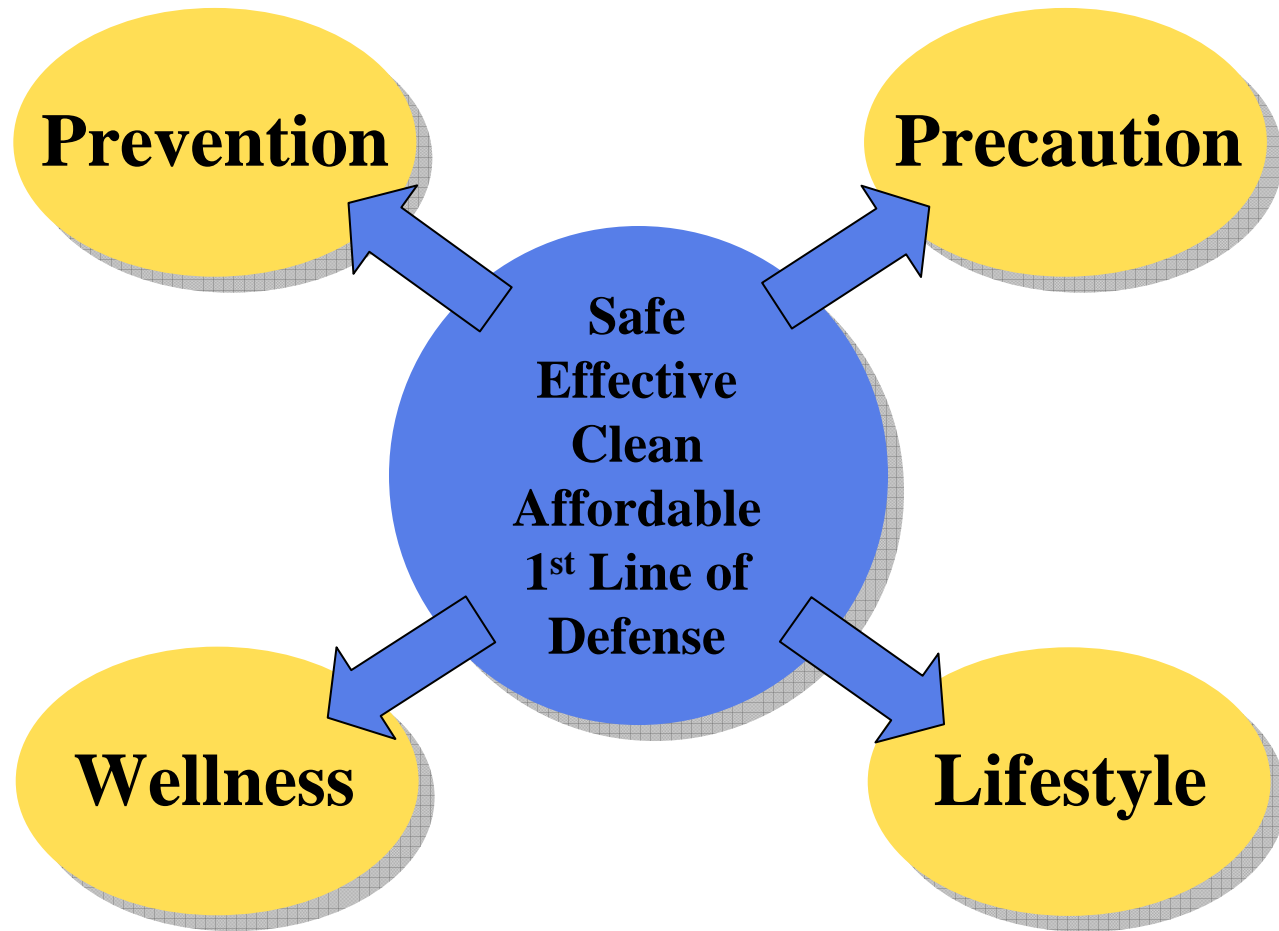 Prevention
Precaution
Safe
Effective
Clean
Affordable
1st Line of
Defense
Wellness
Lifestyle